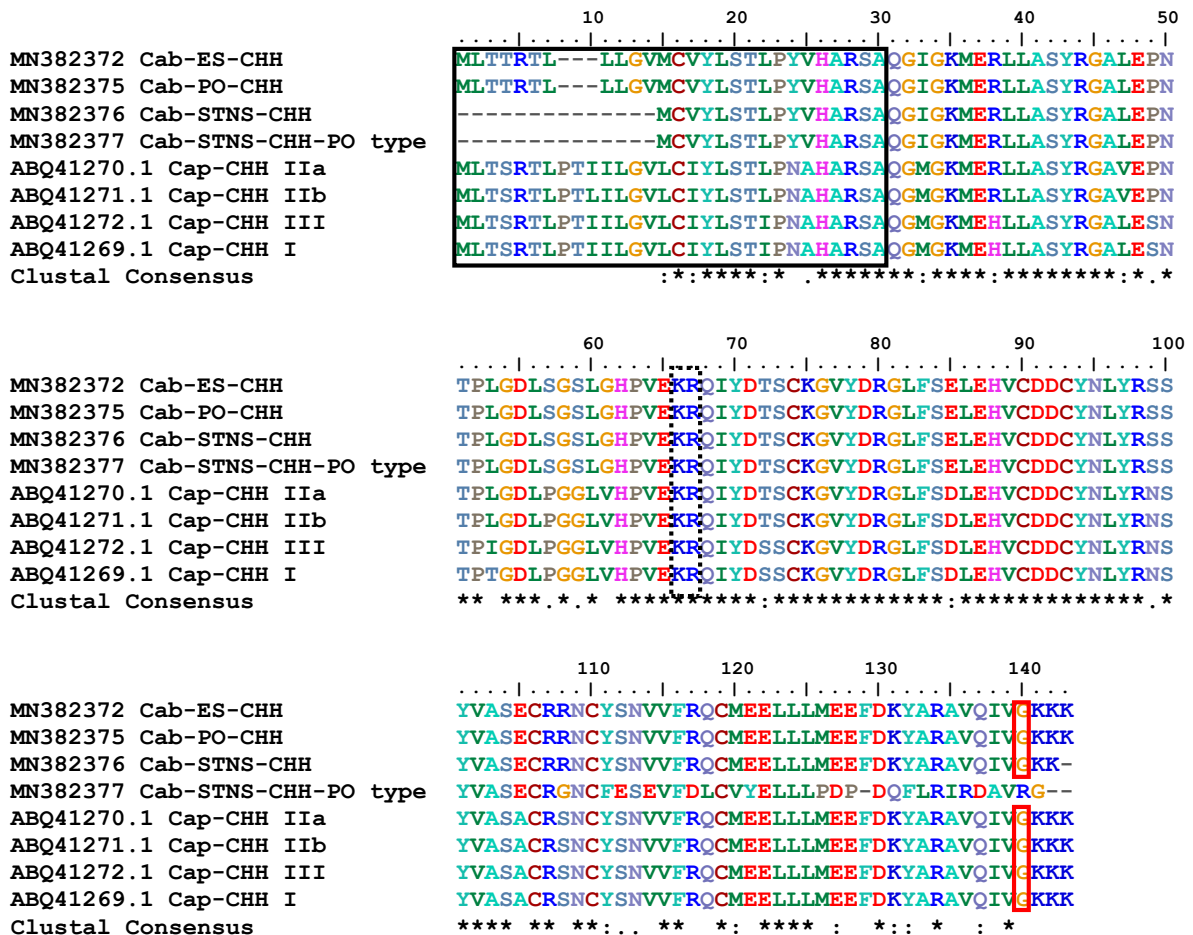 10 20 30 40 50
....|....|....|....|....|....|....|....|....|....|
MN382372 Cab-ES-CHH MLTTRTL---LLGVMCVYLSTLPYVHARSAQGIGKMERLLASYRGALEPN
MN382375 Cab-PO-CHH MLTTRTL---LLGVMCVYLSTLPYVHARSAQGIGKMERLLASYRGALEPN
MN382376 Cab-STNS-CHH --------------MCVYLSTLPYVHARSAQGIGKMERLLASYRGALEPN
MN382377 Cab-STNS-CHH-PO type --------------MCVYLSTLPYVHARSAQGIGKMERLLASYRGALEPN
ABQ41270.1 Cap-CHH IIa MLTSRTLPTIILGVLCIYLSTLPNAHARSAQGMGKMERLLASYRGAVEPN
ABQ41271.1 Cap-CHH IIb MLTSRTLPTLILGVLCIYLSTLPNAHARSAQGMGKMERLLASYRGAVEPN
ABQ41272.1 Cap-CHH III MLTSRTLPTIILGVLCIYLSTIPNAHARSAQGMGKMEHLLASYRGALESN
ABQ41269.1 Cap-CHH I MLTSRTLPTIILGVLCIYLSTIPNAHARSAQGMGKMEHLLASYRGALESN
Clustal Consensus :*:****:* .******:****:********:*.*
60 70 80 90 100
....|....|....|....|....|....|....|....|....|....|
MN382372 Cab-ES-CHH TPLGDLSGSLGHPVEKRQIYDTSCKGVYDRGLFSELEHVCDDCYNLYRSS
MN382375 Cab-PO-CHH TPLGDLSGSLGHPVEKRQIYDTSCKGVYDRGLFSELEHVCDDCYNLYRSS
MN382376 Cab-STNS-CHH TPLGDLSGSLGHPVEKRQIYDTSCKGVYDRGLFSELEHVCDDCYNLYRSS
MN382377 Cab-STNS-CHH-PO type TPLGDLSGSLGHPVEKRQIYDTSCKGVYDRGLFSELEHVCDDCYNLYRSS
ABQ41270.1 Cap-CHH IIa TPLGDLPGGLVHPVEKRQIYDTSCKGVYDRGLFSDLEHVCDDCYNLYRNS
ABQ41271.1 Cap-CHH IIb TPLGDLPGGLVHPVEKRQIYDTSCKGVYDRGLFSDLEHVCDDCYNLYRNS
ABQ41272.1 Cap-CHH III TPIGDLPGGLVHPVEKRQIYDSSCKGVYDRGLFSDLEHVCDDCYNLYRNS
ABQ41269.1 Cap-CHH I TPTGDLPGGLVHPVEKRQIYDSSCKGVYDRGLFSDLEHVCDDCYNLYRNS
Clustal Consensus ** ***.*.* **********:************:*************.*
110 120 130 140
....|....|....|....|....|....|....|....|...
MN382372 Cab-ES-CHH YVASECRRNCYSNVVFRQCMEELLLMEEFDKYARAVQIVGKKK
MN382375 Cab-PO-CHH YVASECRRNCYSNVVFRQCMEELLLMEEFDKYARAVQIVGKKK
MN382376 Cab-STNS-CHH YVASECRRNCYSNVVFRQCMEELLLMEEFDKYARAVQIVGKK-
MN382377 Cab-STNS-CHH-PO type YVASECRGNCFESEVFDLCVYELLLPDP-DQFLRIRDAVRG--
ABQ41270.1 Cap-CHH IIa YVASACRSNCYSNVVFRQCMEELLLMEEFDKYARAVQIVGKKK
ABQ41271.1 Cap-CHH IIb YVASACRSNCYSNVVFRQCMEELLLMEEFDKYARAVQIVGKKK
ABQ41272.1 Cap-CHH III YVASACRSNCYSNVVFRQCMEELLLMEEFDKYARAVQIVGKKK
ABQ41269.1 Cap-CHH I YVASACRSNCYSNVVFRQCMEELLLMEEFDKYARAVQIVGKKK
Clustal Consensus **** ** **:.. ** *: **** : *:: * : *